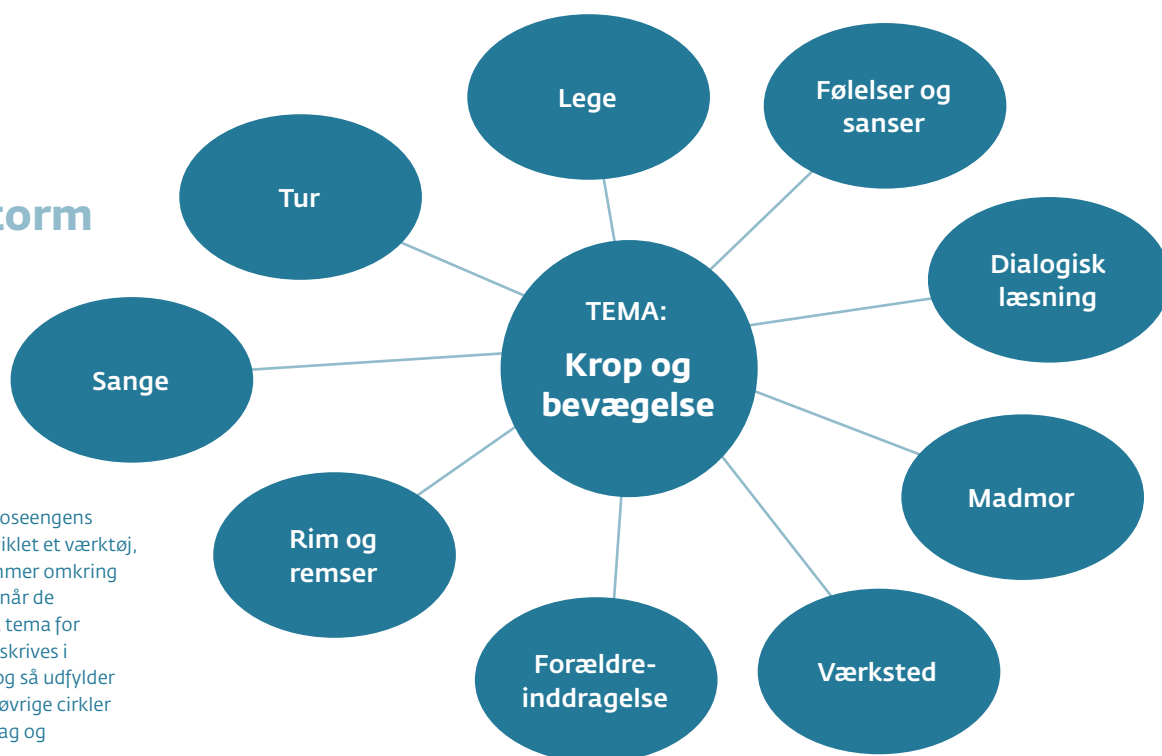 Lege
Følelser og
sanser
Tur
torm
Dialogisk
læsning
TEMA:
Krop og
bevægelse
Sange
Madmor
Rim og
remser
Forældre-
inddragelse
Værksted
oseengens
iklet et værktøj,
mmer omkring
når de
tema for
skrives i
og så udfylder
øvrige cirkler
ag og